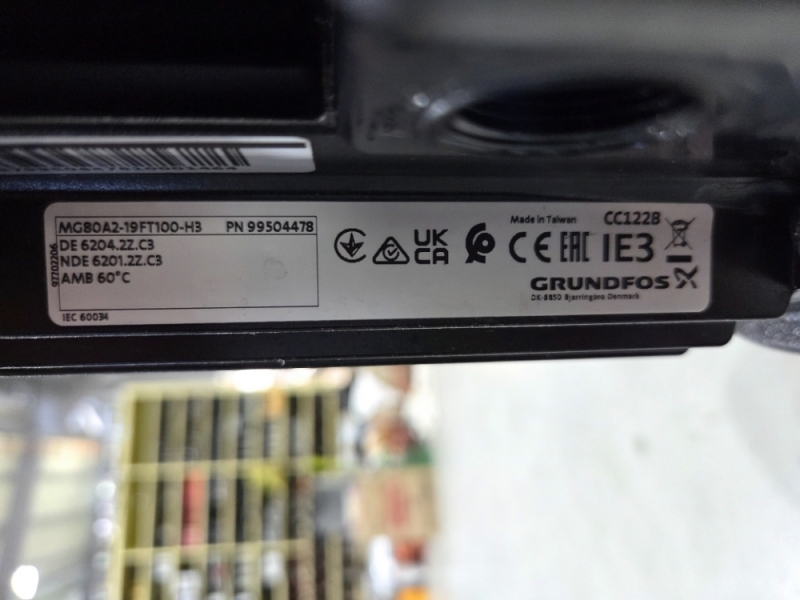 MG80A2-19FT100-H3 PN 99504478
DE 6204.2Z.C3
NDE 6201.2Z.C3
AMB 60°C
IEC 60034
97202206
UK
CA
Made in Taiwan CC122B
CE EAC IE3
GRUNDFOS
DK-8850 Bjerringbro Denmark